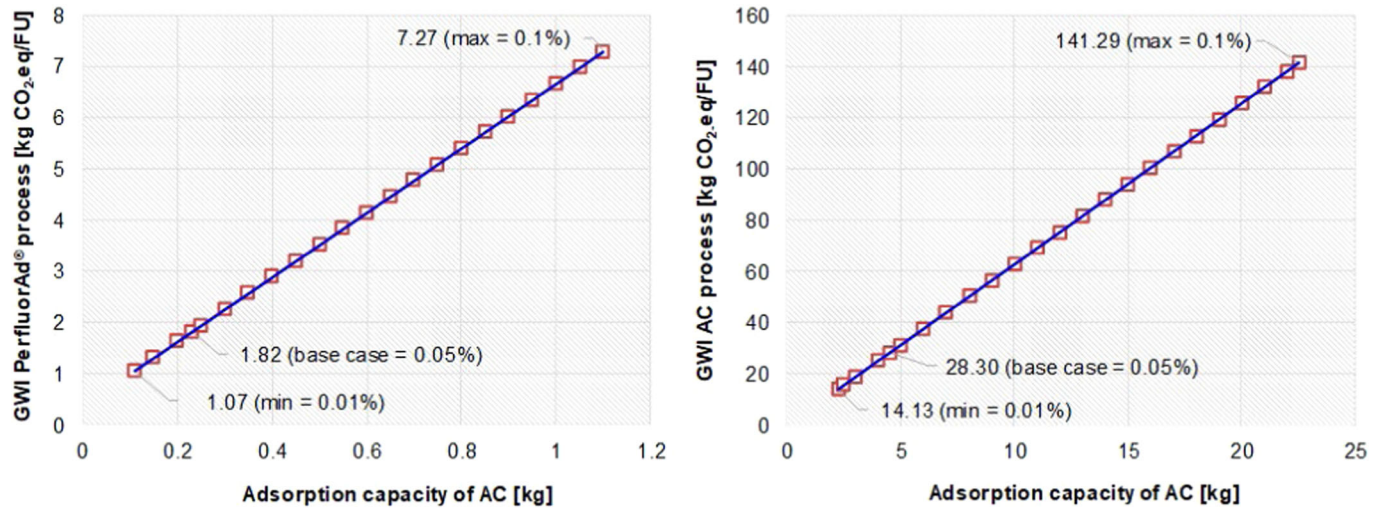 GWI PerfluorAd® process [kg CO2-eq/FU]
8
7
6
5
4
3
2
1
0
7.27 (max = 0.1%)
1.82 (base case = 0.05%)
1.07 (min = 0.01%)
0 0.2 0.4 0.6 0.8 1 1.2
Adsorption capacity of AC [kg]
GWI AC process [kg CO2-eq/FU]
160
140
120
100
80
60
40
20
0
141.29 (max = 0.1%)
28.30 (base case = 0.05%)
14.13 (min = 0.01%)
0 5 10 15 20 25
Adsorption capacity of AC [kg]